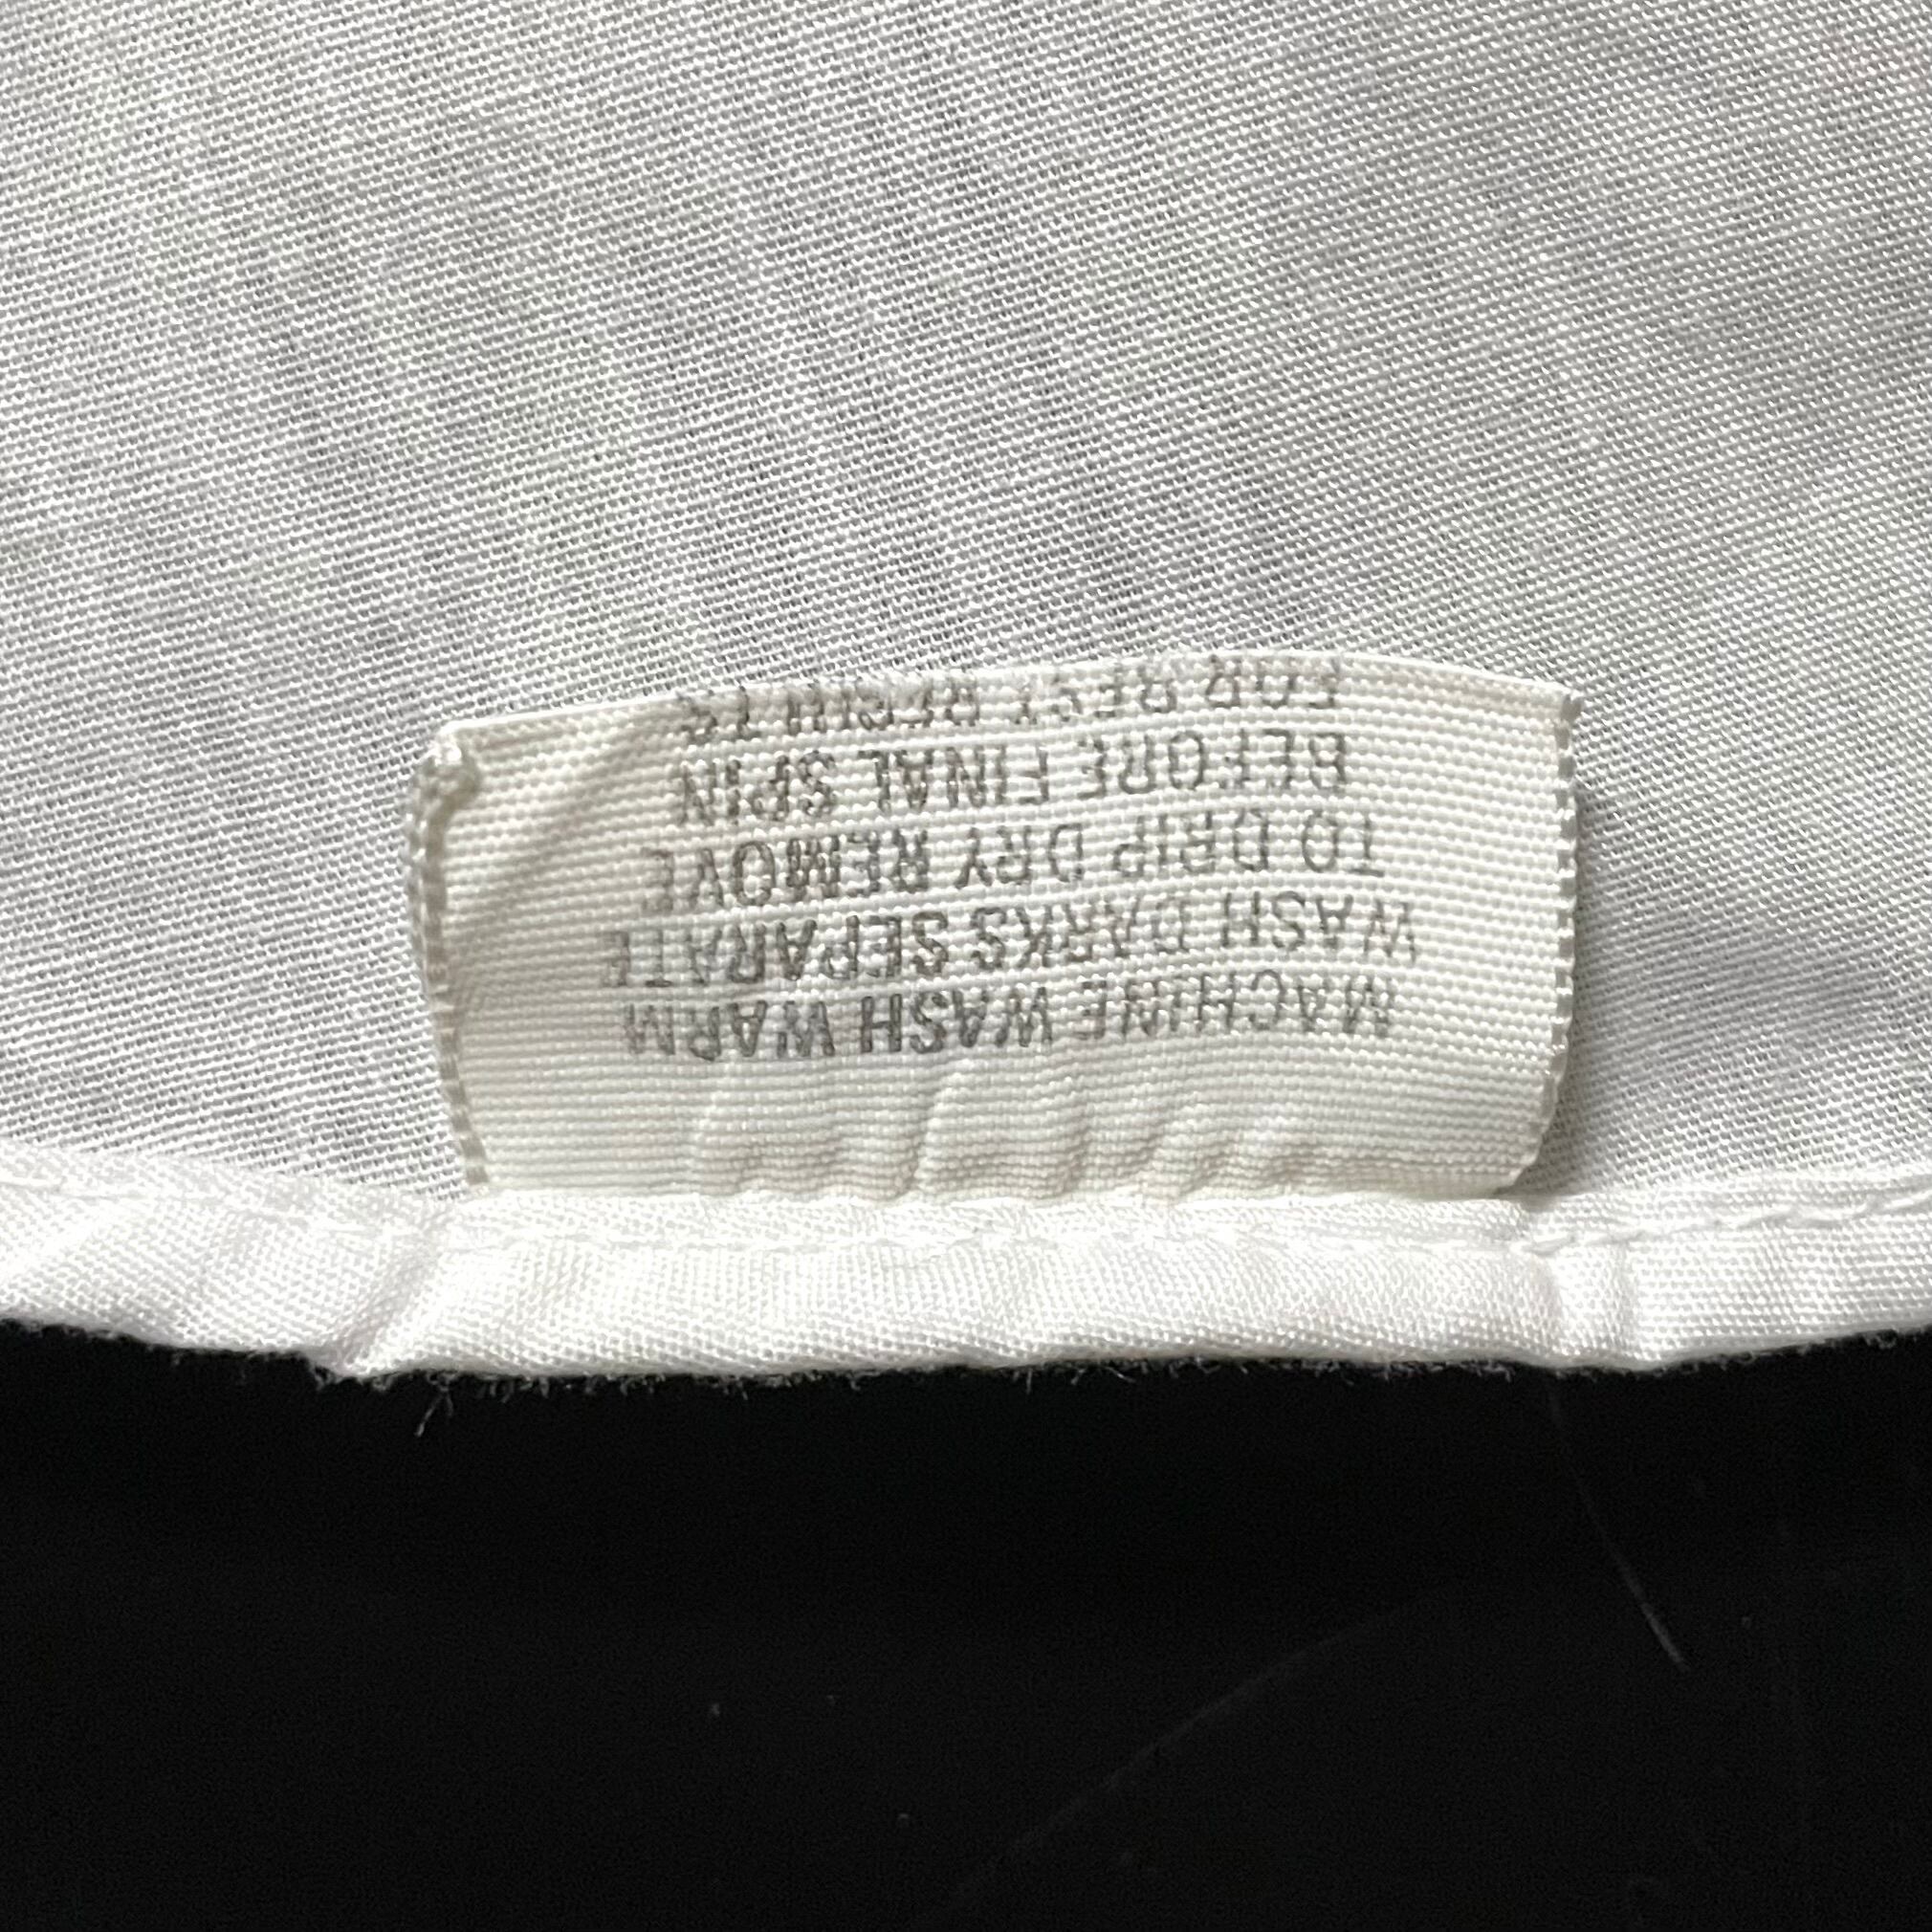 MACHINE WASH WARM
WASH DARKS SEPARATE
TO DRIP DRY REMOVE
BEFORE FINAL SPIN
FOR BEST RESULTS